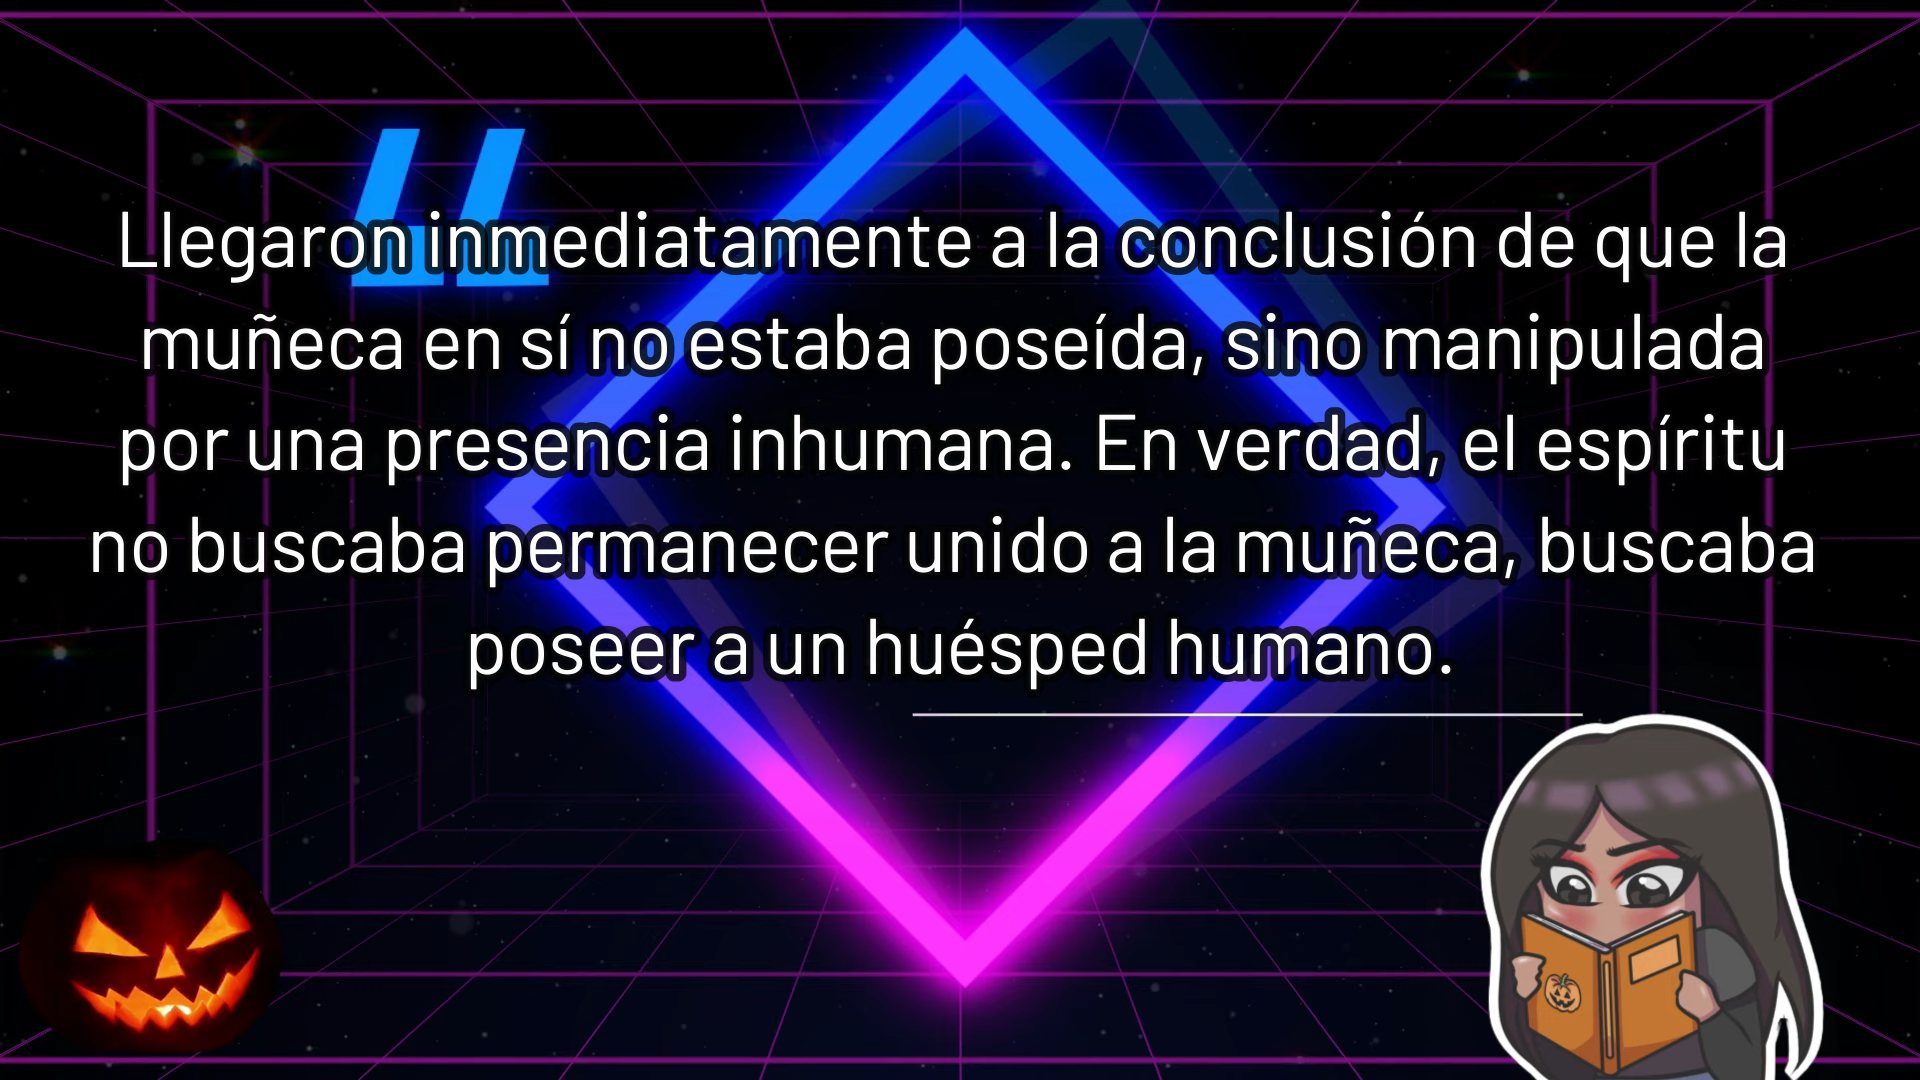 "
Llegaron inmediatamente a la conclusión de que la
muñeca en sí no estaba poseída, sino manipulada
por una presencia inhumana. En verdad, el espíritu
no buscaba permanecer unido a la muñeca, buscaba
poseer a un huésped humano.